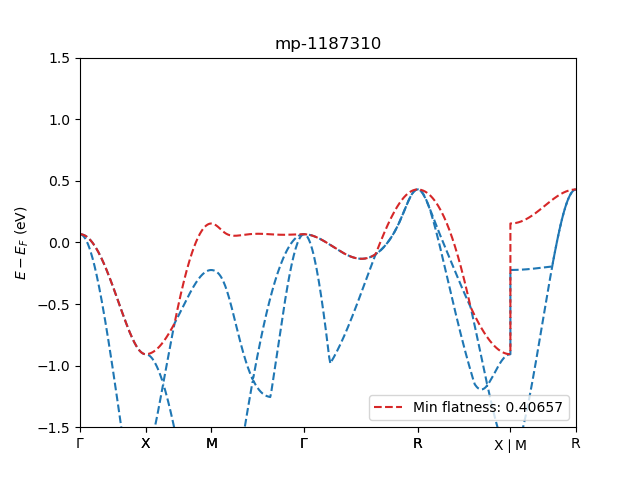 mp-1187310
E − E_F (eV)
1.5
1.0
0.5
0.0
−0.5
−1.0
−1.5
Min flatness: 0.40657
Γ X M Γ R X | M R